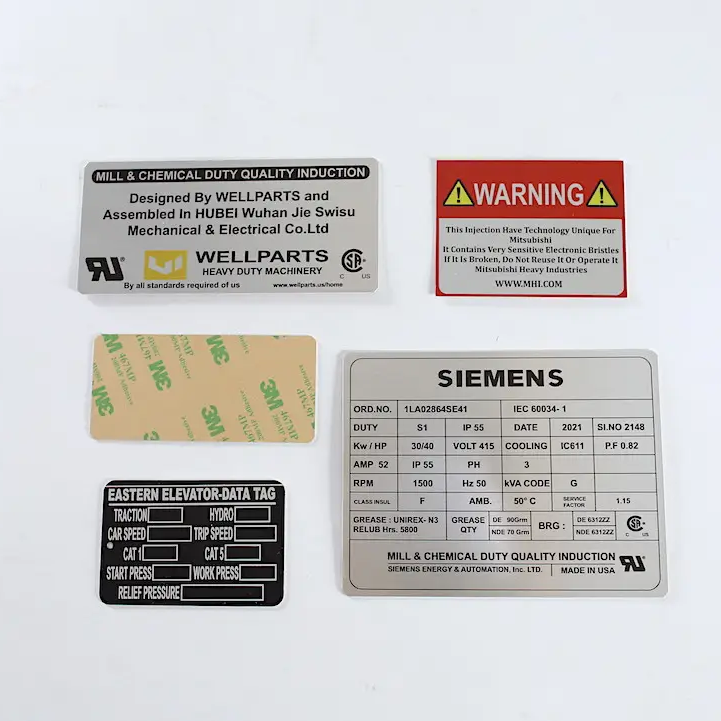 MILL & CHEMICAL DUTY QUALITY INDUCTION
Designed By WELLPARTS and
Assembled In HUBEI Wuhan Jie Swisu
Mechanical & Electrical Co.Ltd
WELLPARTS
HEAVY DUTY MACHINERY
C US
By all standards required of us www.wellparts.us/home
WARNING
This Injection Have Technology Unique For
Mitsubishi
It Contains Very Sensitive Electronic Bristles
If It Is Broken, Do Not Reuse It Or Operate It
Mitsubishi Heavy Industries
WWW.MHI.COM
3M
467MP
3M
3M
467MP
3M
3M
SIEMENS
ORD.NO. 1LA02864SE41 IEC 60034- 1
DUTY S1 IP 55 DATE 2021 SI.NO 2148
Kw / HP 30/40 VOLT 415 COOLING IC611 P.F 0.82
AMP 52 IP 55 PH 3
RPM 1500 Hz 50 kVA CODE G
CLASS INSUL F AMB. 50° C SERVICE FACTOR 1.15
GREASE : UNIREX- N3 GREASE DE 90Grm BRG : DE 6312ZZ
RELUB Hrs. 5800 QTY NDE 70 Grm NDE 6312ZZ
C US
MILL & CHEMICAL DUTY QUALITY INDUCTION
SIEMENS ENERGY & AUTOMATION, Inc. LTD. MADE IN USA
EASTERN ELEVATOR-DATA TAG
TRACTION HYDRO
CAR SPEED TRIP SPEED
CAT 1 CAT 5
START PRESS WORK PRESS
RELIEF PRESSURE